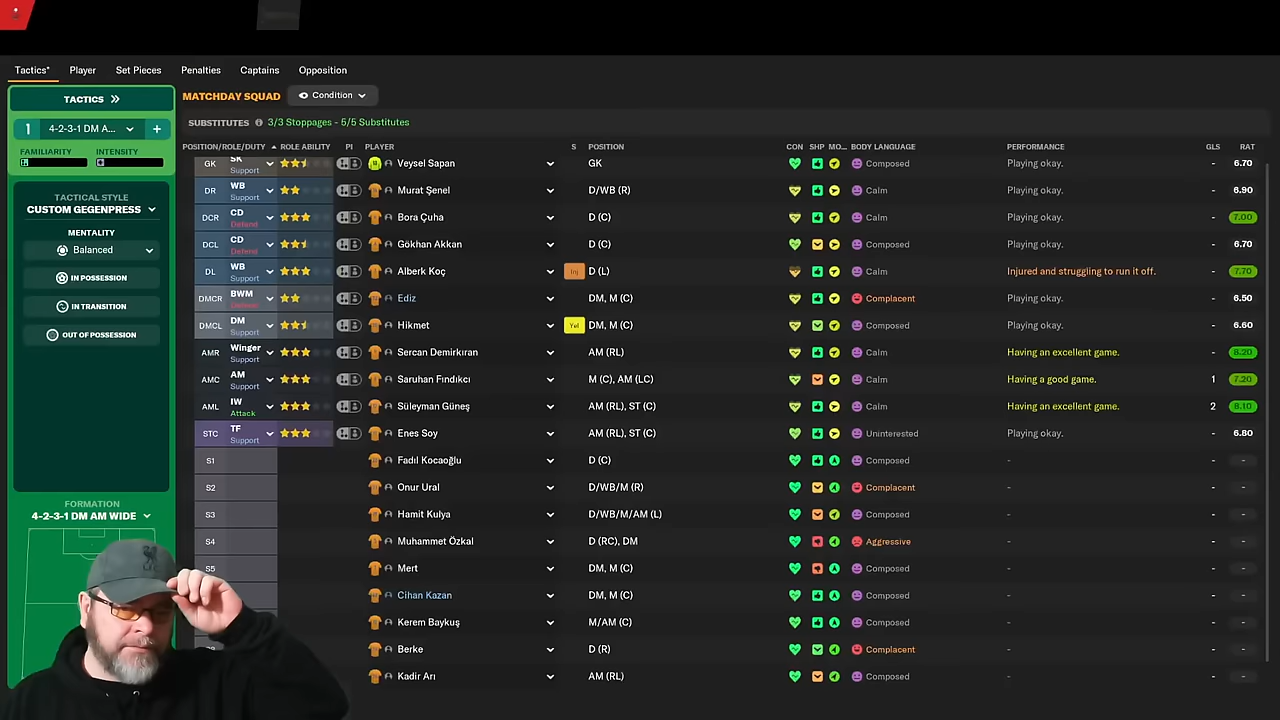 Tactics* Player Set Pieces Penalties Captains Opposition
TACTICS
MATCHDAY SQUAD Condition
1 4-2-3-1 DM A...
SUBSTITUTES 3/3 Stoppages - 5/5 Substitutes
FAMILIARITY INTENSITY
POSITION/ROLE/DUTY ROLE ABILITY PI PLAYER S POSITION CON SHP MO... BODY LANGUAGE PERFORMANCE GLS RAT
GK SK Support Veysel Sapan GK Composed Playing okay. - 6.70
DR WB Support Murat Şenel D/WB (R) Calm Playing okay. - 6.90
DCR CD Defend Bora Çuha D (C) Calm Playing okay. - 7.00
DCL CD Defend Gökhan Akkan D (C) Composed Playing okay. - 6.70
DL WB Support Alberk Koç Inj D (L) Calm Injured and struggling to run it off. - 7.70
DMCR BWM Defend Ediz DM, M (C) Complacent Playing okay. - 6.50
DMCL DM Support Hikmet Yel DM, M (C) Composed Playing okay. - 6.60
AMR Winger Support Sercan Demirkıran AM (RL) Calm Having an excellent game. - 8.20
AMC AM Support Saruhan Fındıkcı M (C), AM (LC) Calm Having a good game. 1 7.20
AML IW Attack Süleyman Güneş AM (RL), ST (C) Calm Having an excellent game. 2 8.10
STC TF Support Enes Soy AM (RL), ST (C) Uninterested Playing okay. - 6.80
S1 Fadıl Kocaoğlu D (C) Composed - - -
S2 Onur Ural D/WB/M (R) Complacent - - -
S3 Hamit Kulya D/WB/M/AM (L) Composed - - -
S4 Muhammet Özkal D (RC), DM Aggressive - - -
S5 Mert DM, M (C) Composed - - -
Cihan Kazan DM, M (C) Composed - - -
Kerem Baykuş M/AM (C) Composed - - -
Berke D (R) Complacent - - -
Kadir Arı AM (RL) Composed - - -
TACTICAL STYLE
CUSTOM GEGENPRESS
MENTALITY
Balanced
IN POSSESSION
IN TRANSITION
OUT OF POSSESSION
FORMATION
4-2-3-1 DM AM WIDE